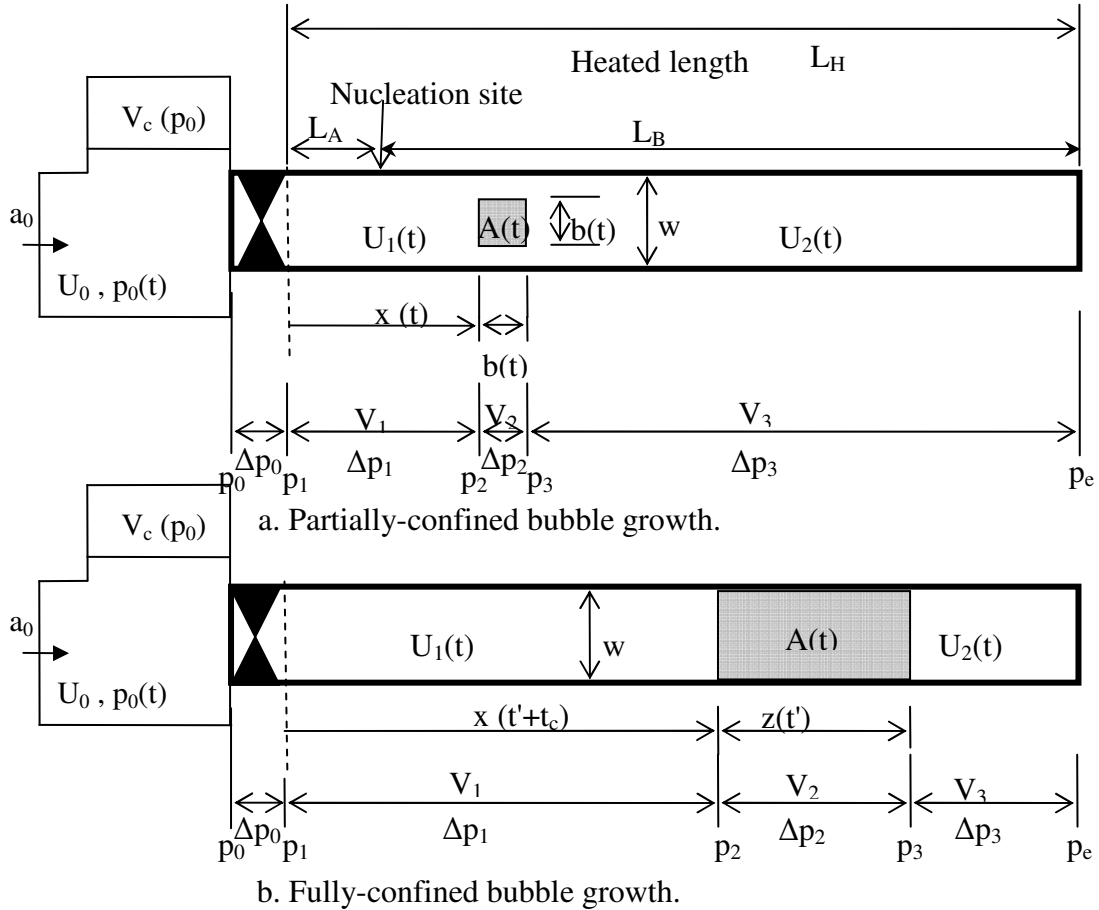 L_H
Heated length
Nucleation site
V_c (p_0)
L_A
L_B
a_0
U_1(t)
A(t)
b(t)
w
U_2(t)
U_0 , p_0(t)
x (t)
b(t)
V_1
V_2
V_3
Δp_0
Δp_1
Δp_2
Δp_3
p_0
p_1
p_2
p_3
p_e
a. Partially-confined bubble growth.
V_c (p_0)
a_0
U_1(t)
w
A(t)
U_2(t)
U_0 , p_0(t)
x (t'+t_c)
z(t')
V_1
V_2
V_3
Δp_0
Δp_1
Δp_2
Δp_3
p_0
p_1
p_2
p_3
p_e
b. Fully-confined bubble growth.